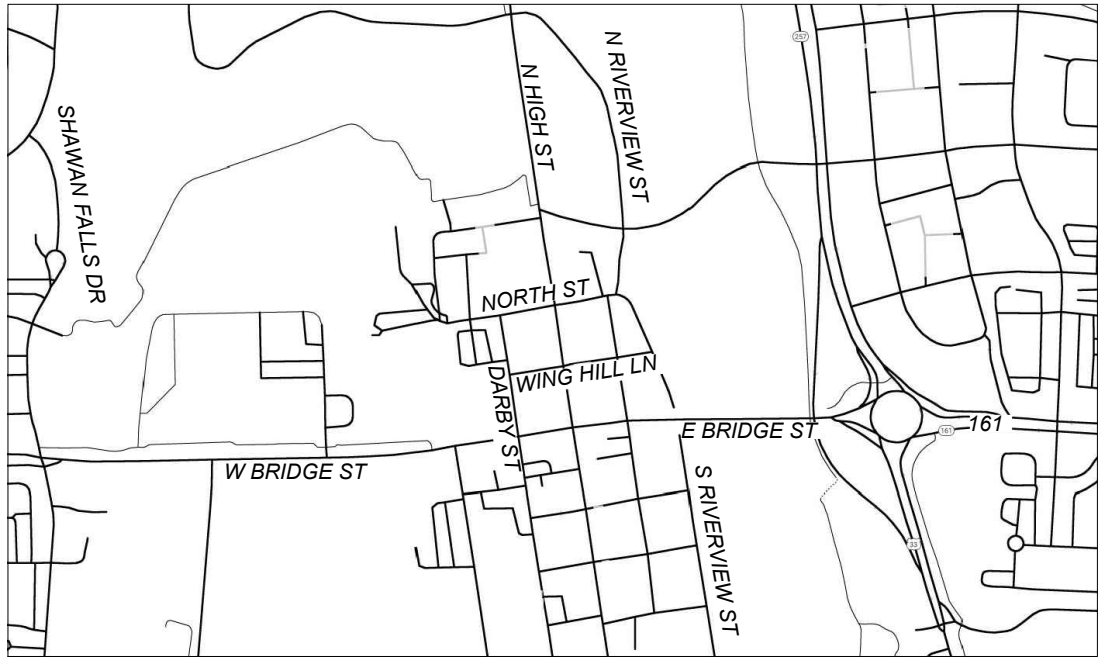 257
N HIGH ST
N RIVERVIEW ST
SHAWAN FALLS DR
NORTH ST
WING HILL LN
DARBY ST
E BRIDGE ST
161
161
W BRIDGE ST
S RIVERVIEW ST
33